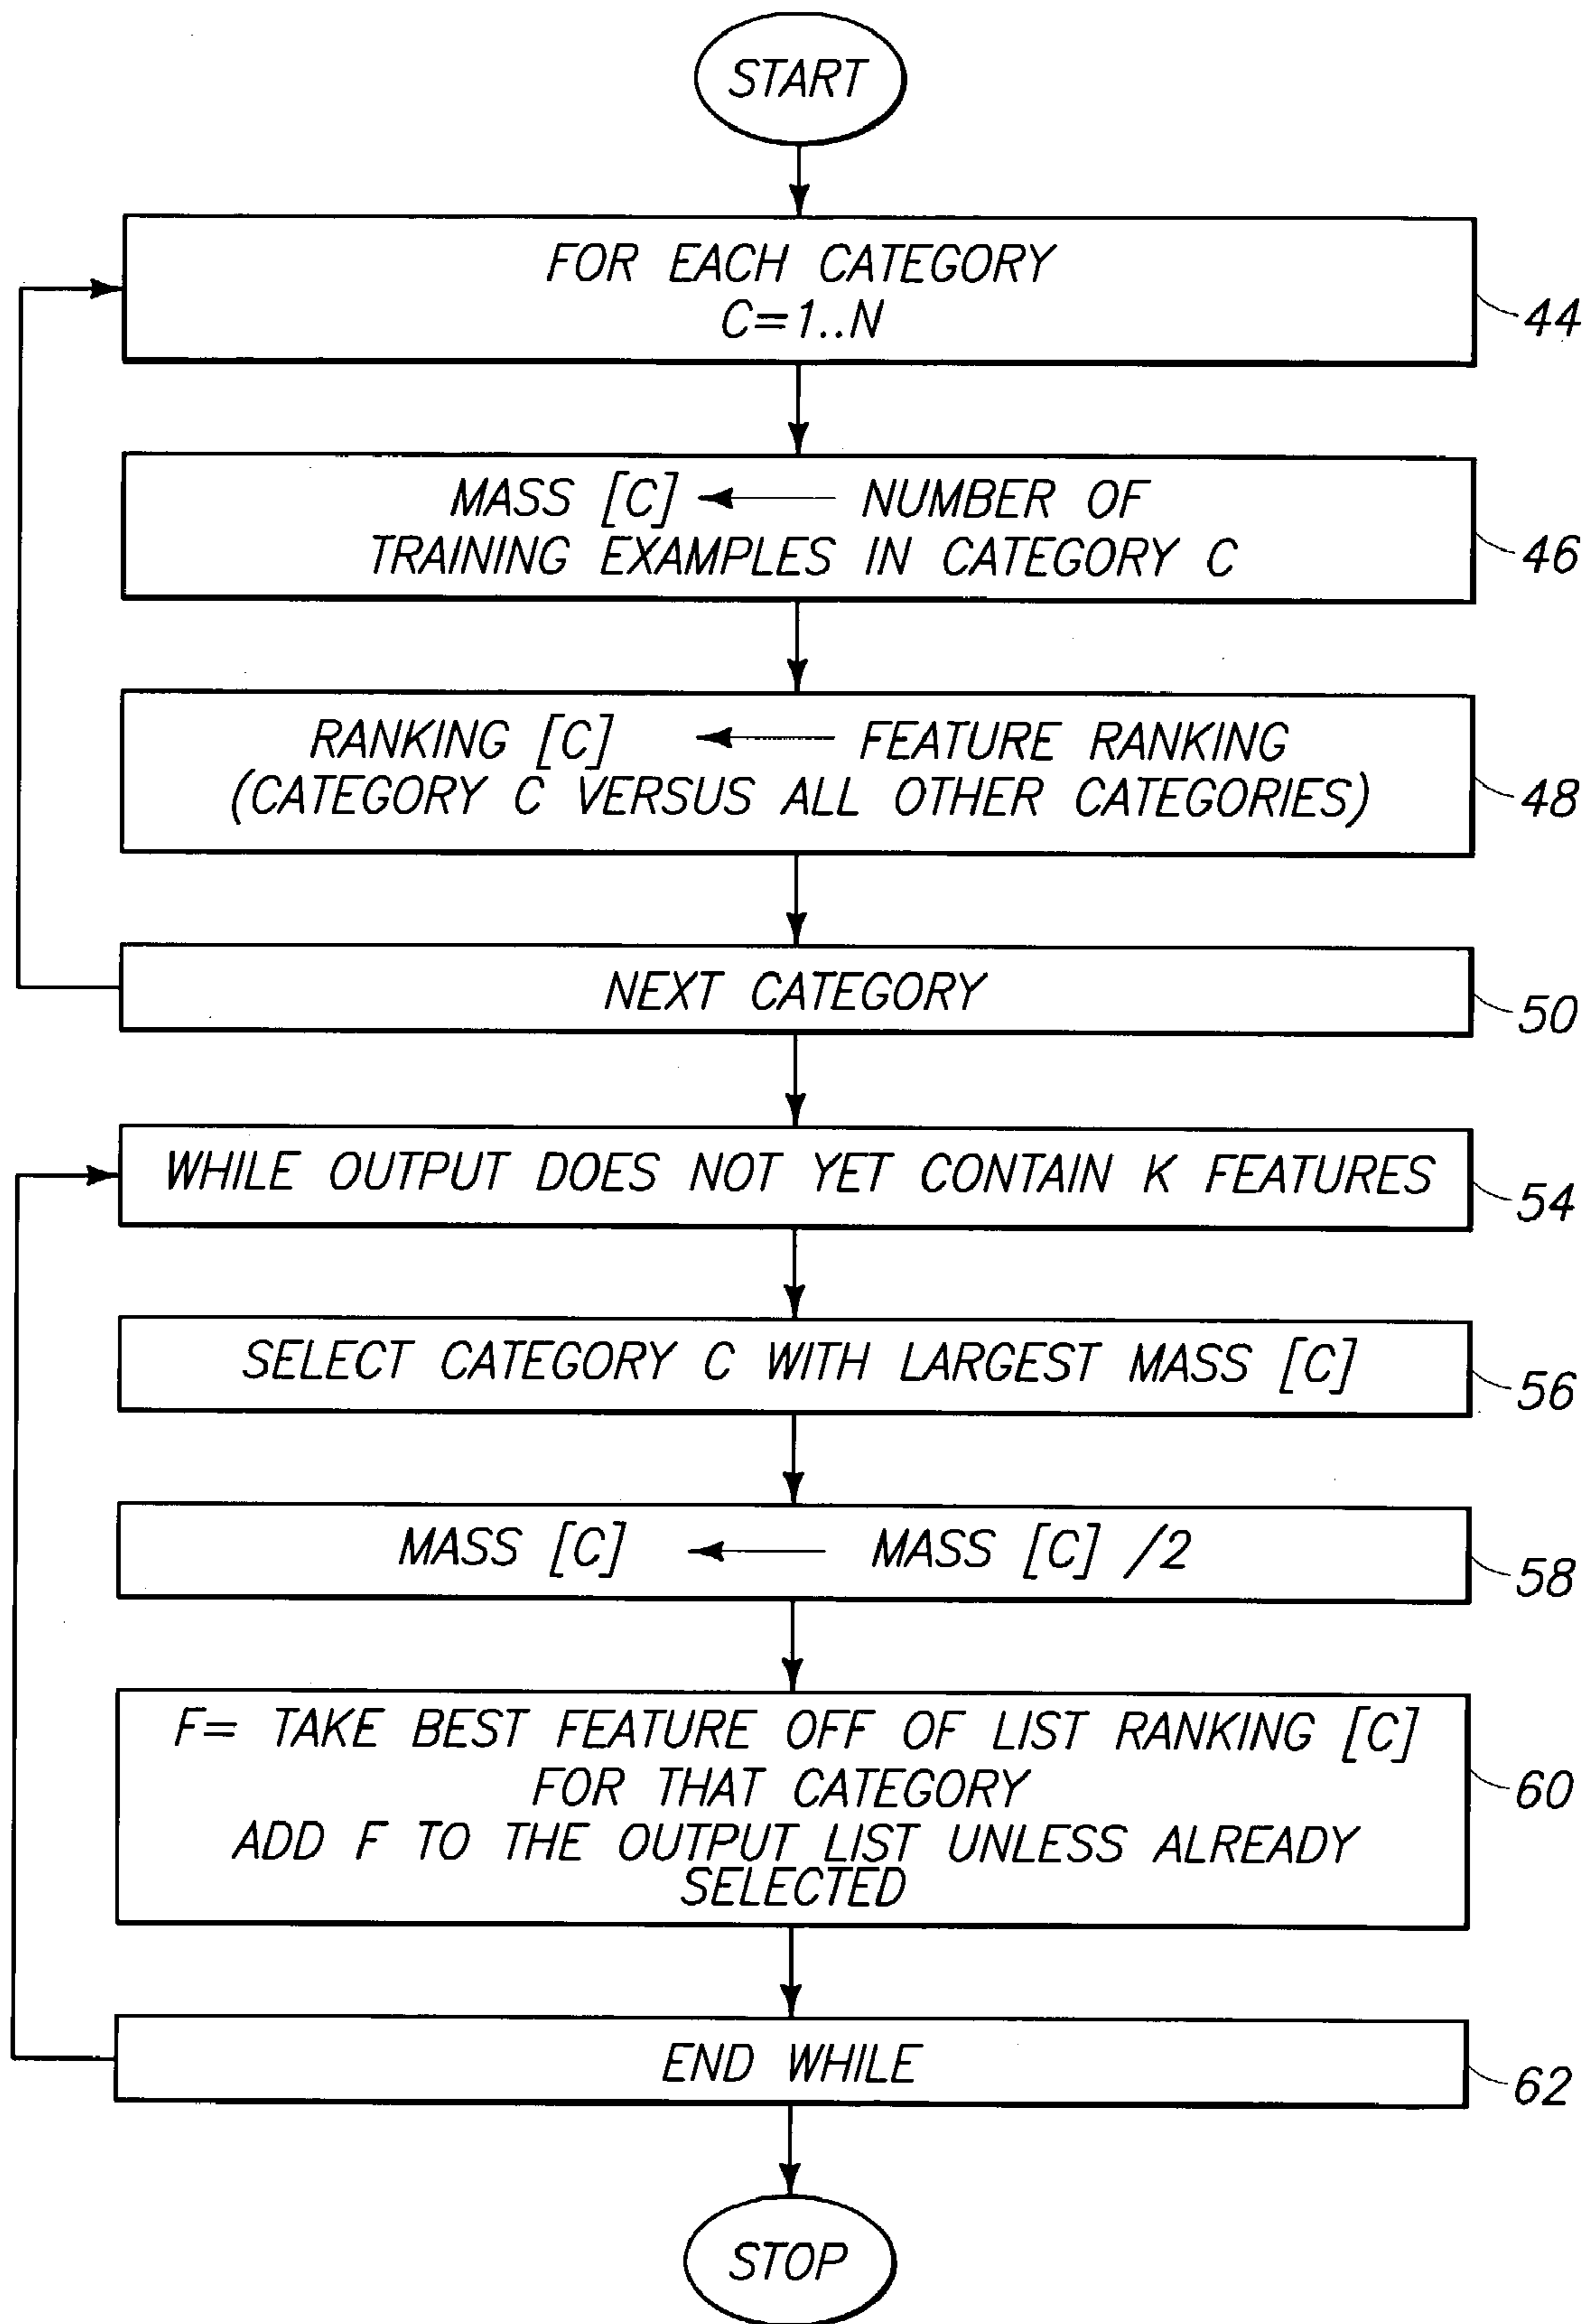 START
FOR EACH CATEGORY
C=1..N
44
MASS [C] ← NUMBER OF
TRAINING EXAMPLES IN CATEGORY C
46
RANKING [C] ← FEATURE RANKING
(CATEGORY C VERSUS ALL OTHER CATEGORIES)
48
NEXT CATEGORY
50
WHILE OUTPUT DOES NOT YET CONTAIN K FEATURES
54
SELECT CATEGORY C WITH LARGEST MASS [C]
56
MASS [C] ← MASS [C] /2
58
F= TAKE BEST FEATURE OFF OF LIST RANKING [C]
FOR THAT CATEGORY
ADD F TO THE OUTPUT LIST UNLESS ALREADY
SELECTED
60
END WHILE
62
STOP